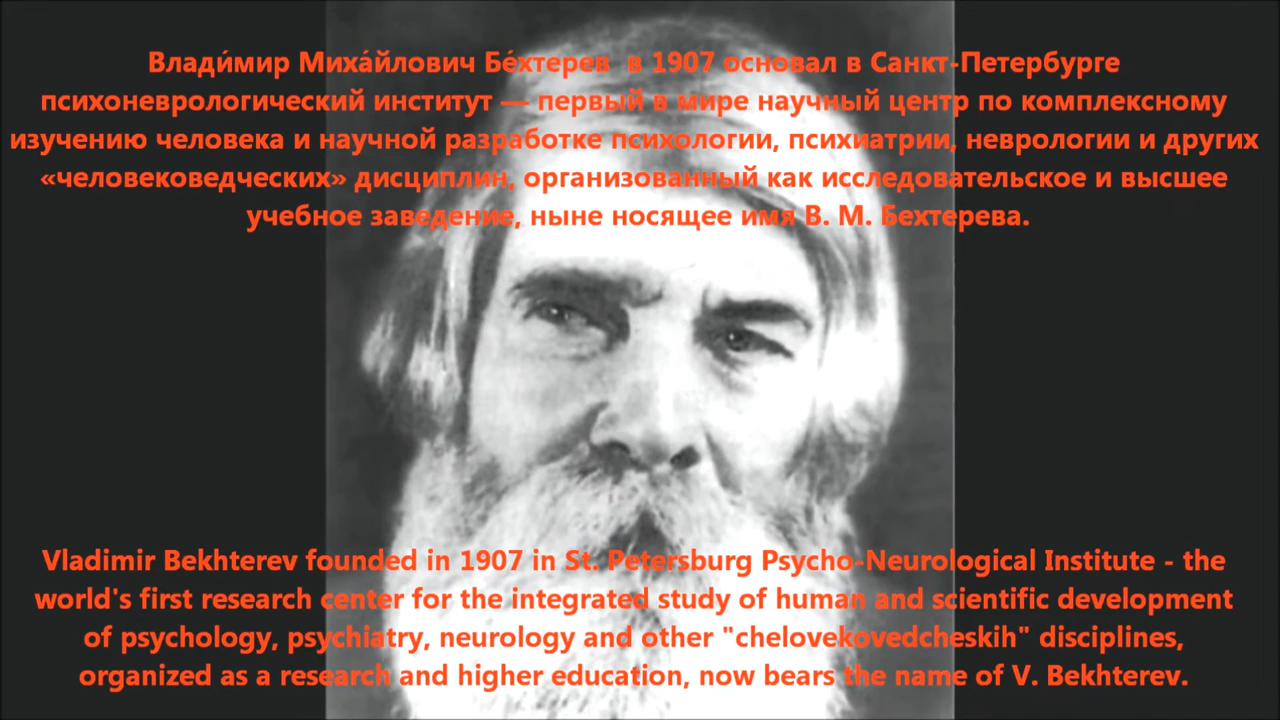 Влади́мир Миха́йлович Бе́хтерев в 1907 основал в Санкт-Петербурге
психоневрологический институт — первый в мире научный центр по комплексному
изучению человека и научной разработке психологии, психиатрии, неврологии и других
«человековедческих» дисциплин, организованный как исследовательское и высшее
учебное заведение, ныне носящее имя В. М. Бехтерева.
Vladimir Bekhterev founded in 1907 in St. Petersburg Psycho-Neurological Institute - the
world's first research center for the integrated study of human and scientific development
of psychology, psychiatry, neurology and other "chelovekovedcheskih" disciplines,
organized as a research and higher education, now bears the name of V. Bekhterev.